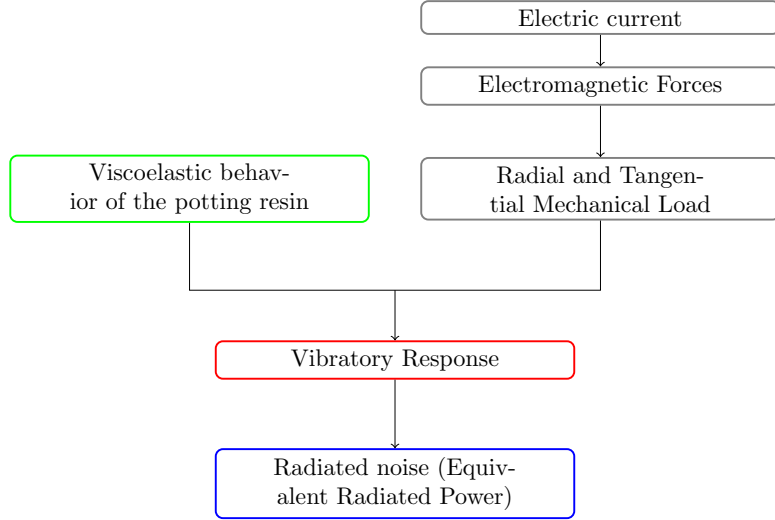 Electric current
Electromagnetic Forces
Viscoelastic behav-
ior of the potting resin
Radial and Tangen-
tial Mechanical Load
Vibratory Response
Radiated noise (Equiv-
alent Radiated Power)